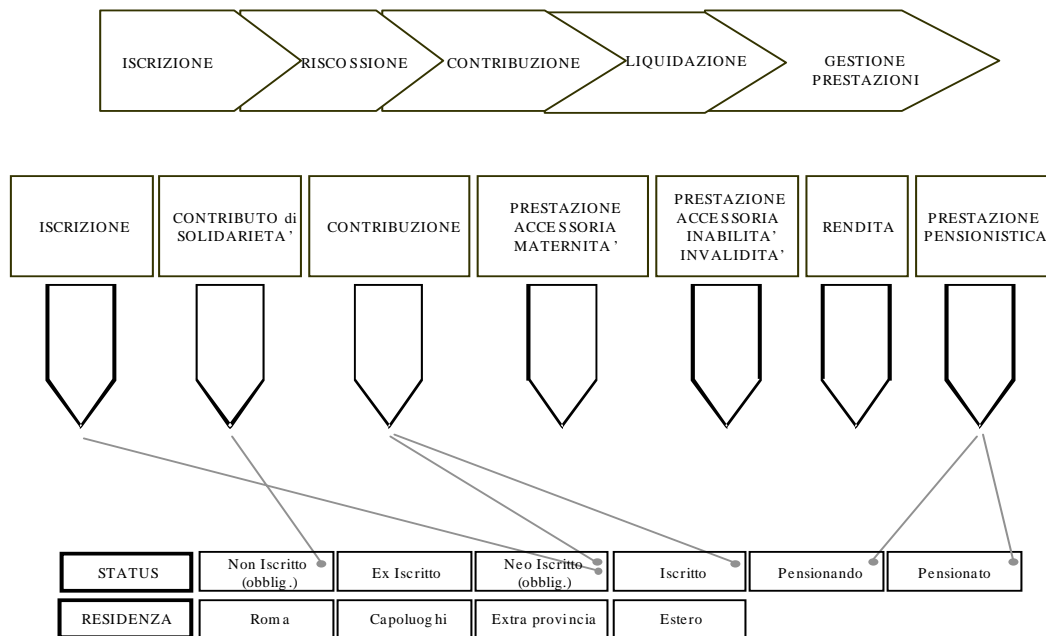 ISCRIZIONE
RISCOSSIONE
CONTRIBUZIONE
LIQUIDAZIONE
GESTIONE
PRESTAZIONI
ISCRIZIONE
CONTRIBUTO di
SOLIDARIETA’
CONTRIBUZIONE
PRESTAZIONE
ACCESSORIA
MATERNITA’
PRESTAZIONE
ACCESSORIA
INABILITA’
INVALIDITA’
RENDITA
PRESTAZIONE
PENSIONISTICA
STATUS
Non Iscritto
(obblig.)
Ex Iscritto
Neo Iscritto
(obblig.)
Iscritto
Pensionando
Pensionato
RESIDENZA
Roma
Capoluoghi
Extra provincia
Estero